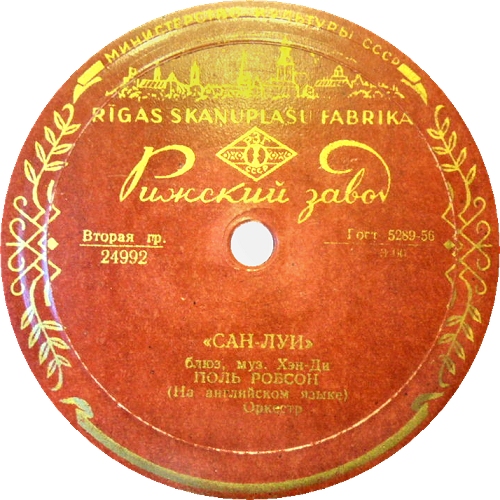 МИНИСТЕРСТВО КУЛЬТУРЫ СССР
RĪGAS SKAŅUPLAŠU FABRIKA
Рижский завод
Вторая гр.
24992
Гост 5289-56
«САН-ЛУИ»
блюз, муз. Хэн-Ди
ПОЛЬ РОБСОН
(На английском языке)
Оркестр